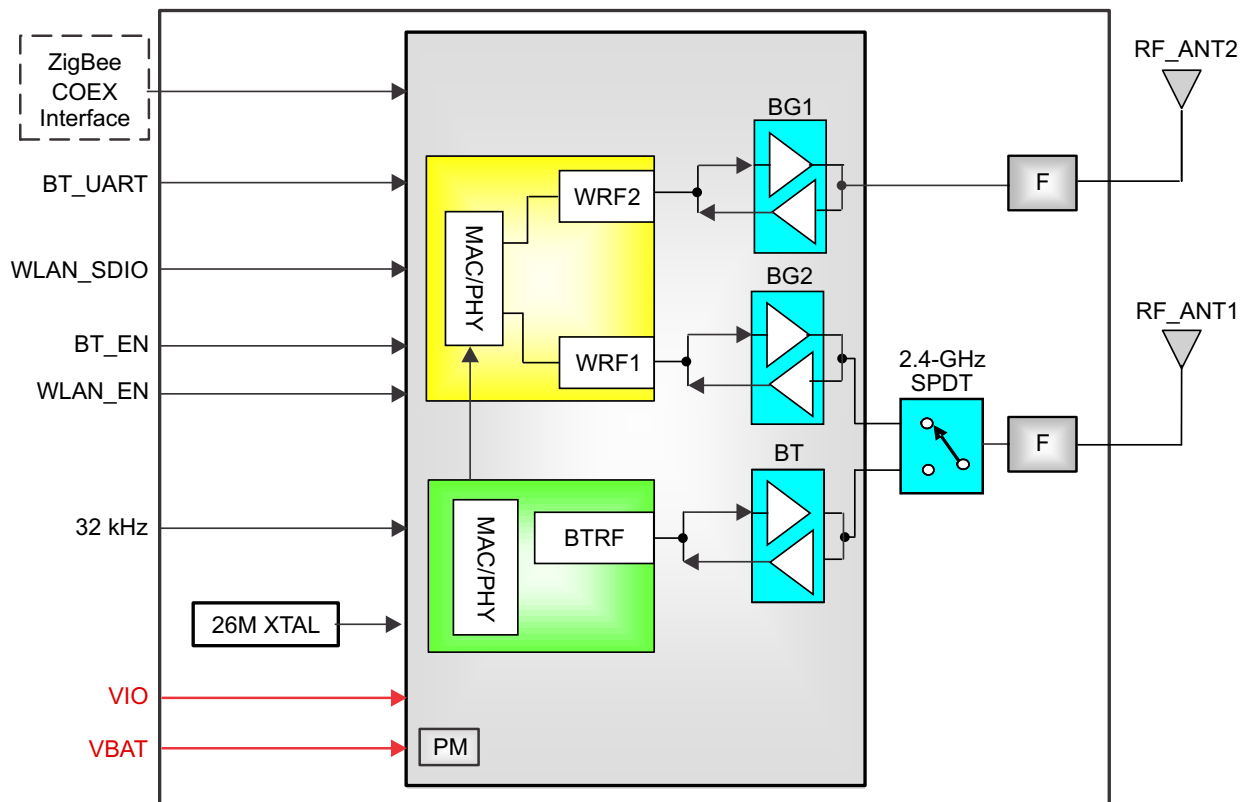 ZigBee
COEX
Interface
BT_UART
WLAN_SDIO
BT_EN
WLAN_EN
32 kHz
26M XTAL
VIO
VBAT
PM
MAC/PHY
WRF2
WRF1
MAC/PHY
BTRF
BG1
BG2
BT
2.4-GHz
SPDT
F
F
RF_ANT2
RF_ANT1